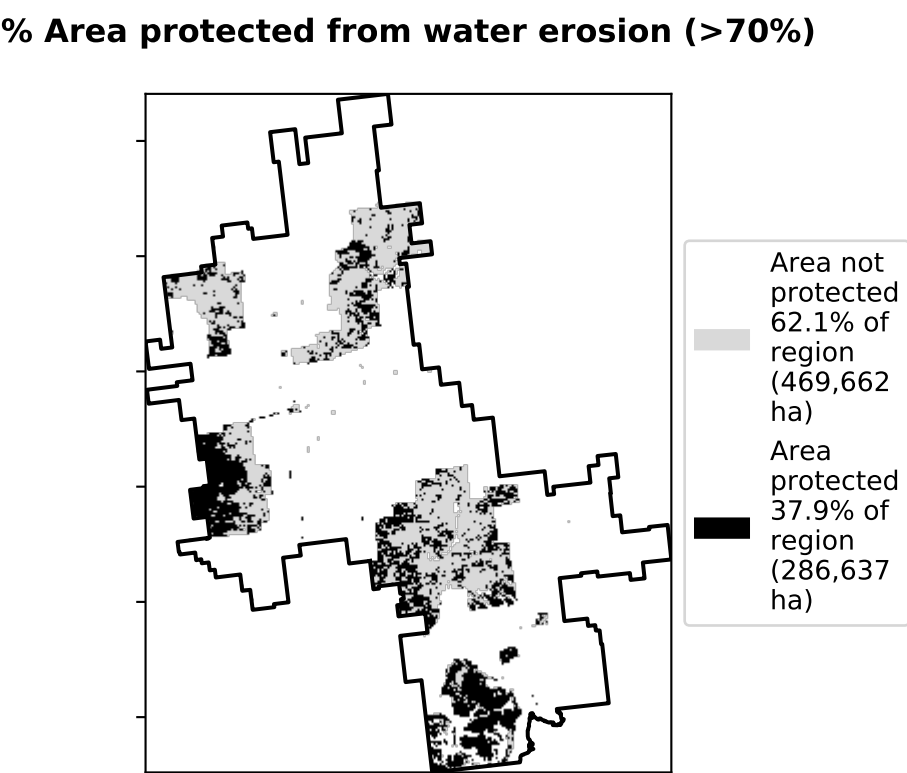 % Area protected from water erosion (>70%)
Area not
protected
62.1% of
region
(469,662
ha)
Area
protected
37.9% of
region
(286,637
ha)